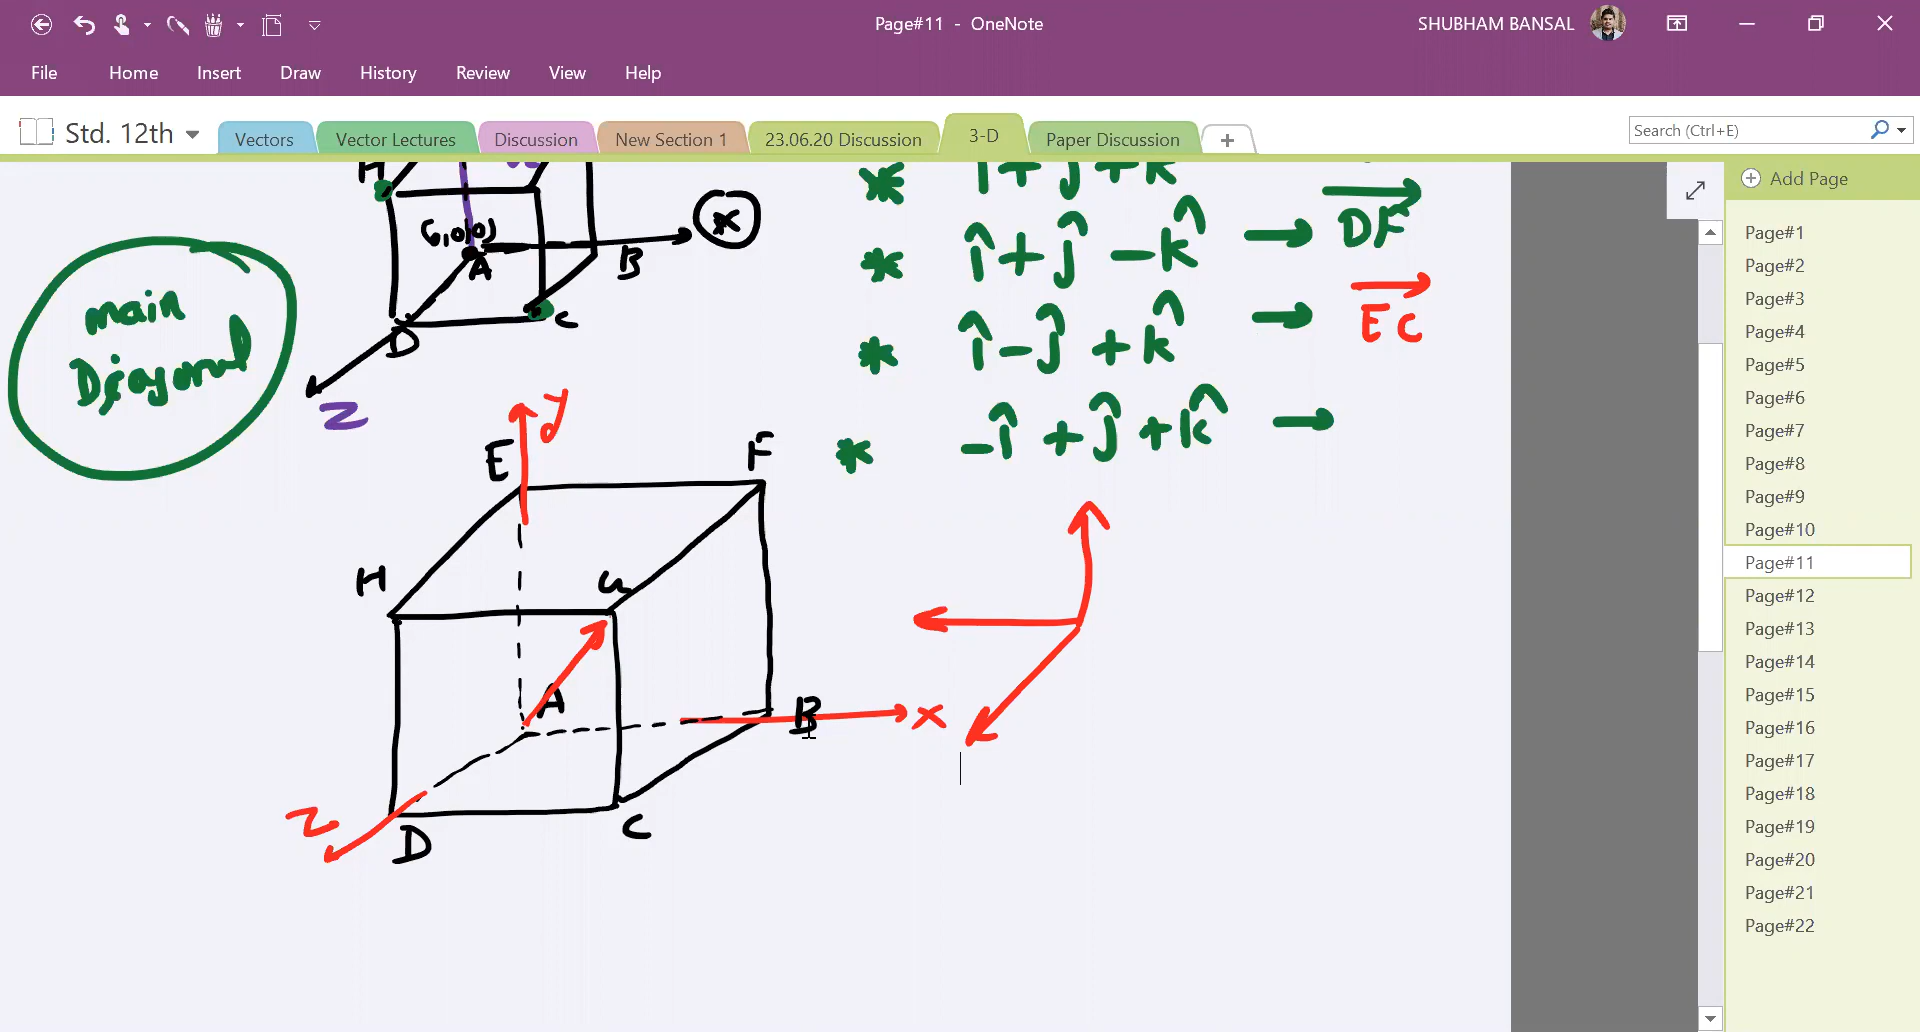 Page#11 - OneNote
SHUBHAM BANSAL
File Home Insert Draw History Review View Help
Std. 12th
Vectors
Vector Lectures
Discussion
New Section 1
23.06.20 Discussion
3-D
Paper Discussion
+
Search (Ctrl+E)
Add Page
Page#1
Page#2
Page#3
Page#4
Page#5
Page#6
Page#7
Page#8
Page#9
Page#10
Page#11
Page#12
Page#13
Page#14
Page#15
Page#16
Page#17
Page#18
Page#19
Page#20
Page#21
Page#22
H
A
B
x
D
C
z
main
Diagonal
* i + j + k
* î + ĵ - k̂ → DF
* î - ĵ + k̂ → EC
* -î + ĵ + k̂ →
y
E
F
H
G
A
B
x
z
D
C